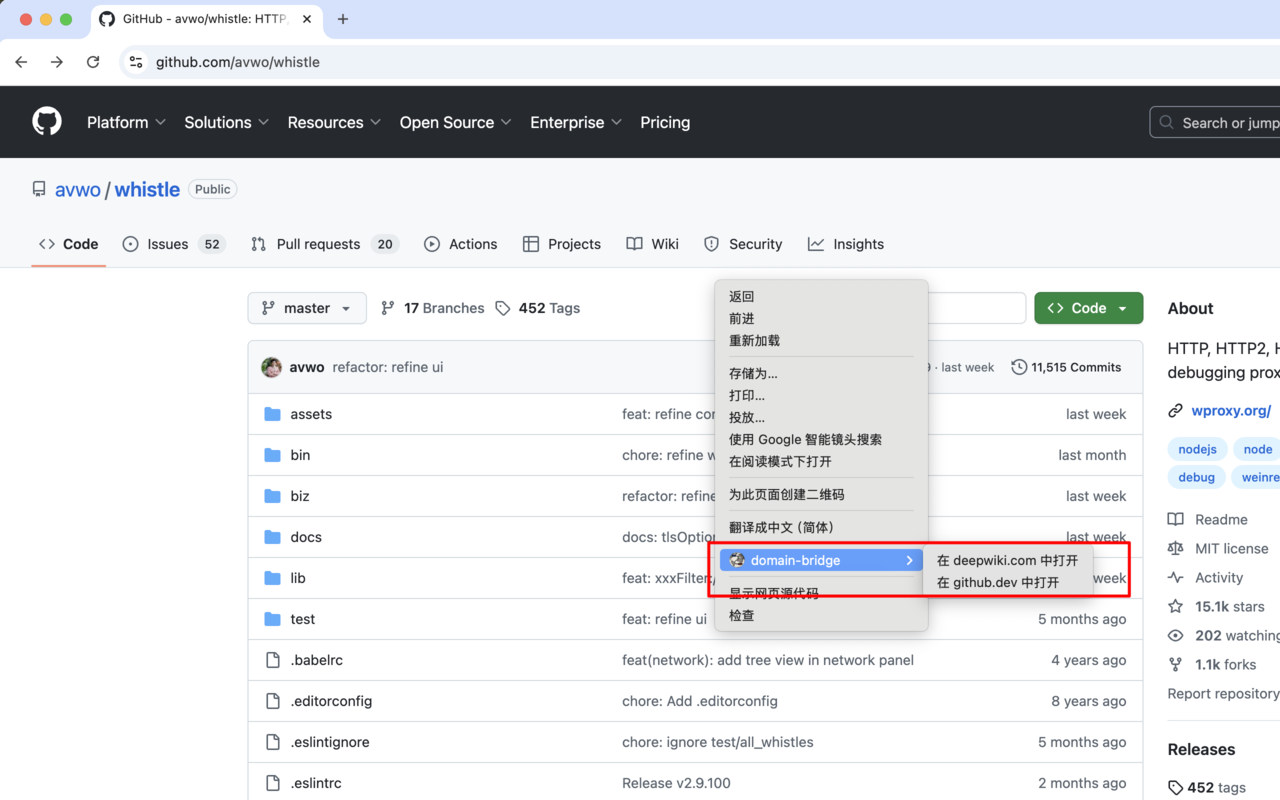 GitHub - avwo/whistle: HTTP,
github.com/avwo/whistle
Platform Solutions Resources Open Source Enterprise Pricing
Search or jump
avwo / whistle Public
Code Issues 52 Pull requests 20 Actions Projects Wiki Security Insights
master 17 Branches 452 Tags
Code
About
avwo refactor: refine ui
9 · last week 11,515 Commits
HTTP, HTTP2, H
debugging prox
wproxy.org/
nodejs node
debug weinre
Readme
MIT license
Activity
15.1k stars
202 watching
1.1k forks
Report repository
Releases
452 tags
assets feat: refine con last week
bin chore: refine w last month
biz refactor: refine last week
docs docs: tlsOption last week
lib feat: xxxFilter:/ week
test feat: refine ui 5 months ago
.babelrc feat(network): add tree view in network panel 4 years ago
.editorconfig chore: Add .editorconfig 8 years ago
.eslintignore chore: ignore test/all_whistles 5 months ago
.eslintrc Release v2.9.100 2 months ago
返回
前进
重新加载
存储为...
打印...
投放...
使用 Google 智能镜头搜索
在阅读模式下打开
为此页面创建二维码
翻译成中文 (简体)
domain-bridge
在 deepwiki.com 中打开
在 github.dev 中打开
显示网页源代码
检查